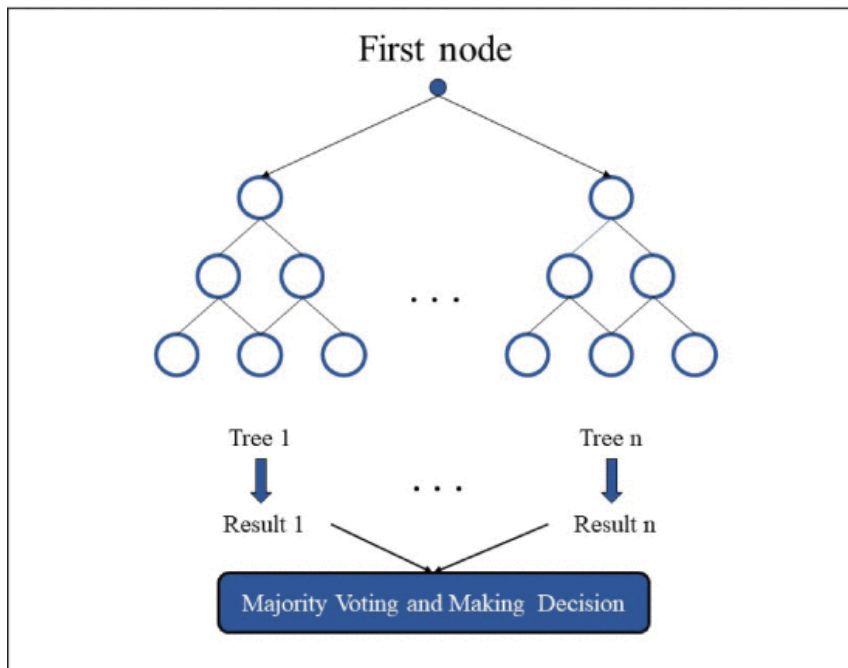 First node
. . .
Tree 1
Tree n
. . .
Result 1
Result n
Majority Voting and Making Decision